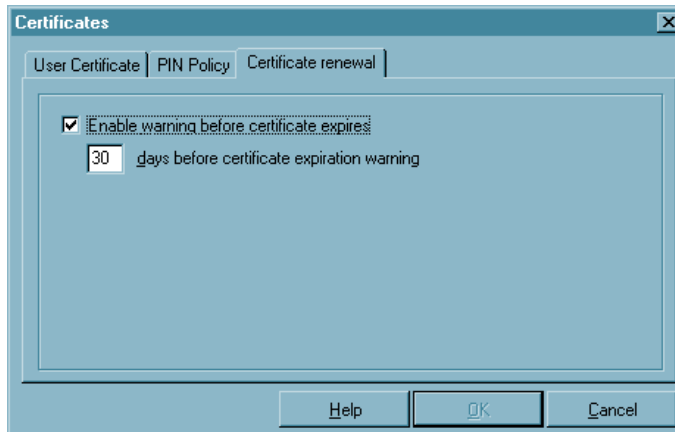 Certificates
User Certificate PIN Policy Certificate renewal
Enable warning before certificate expires
30 days before certificate expiration warning
Help OK Cancel